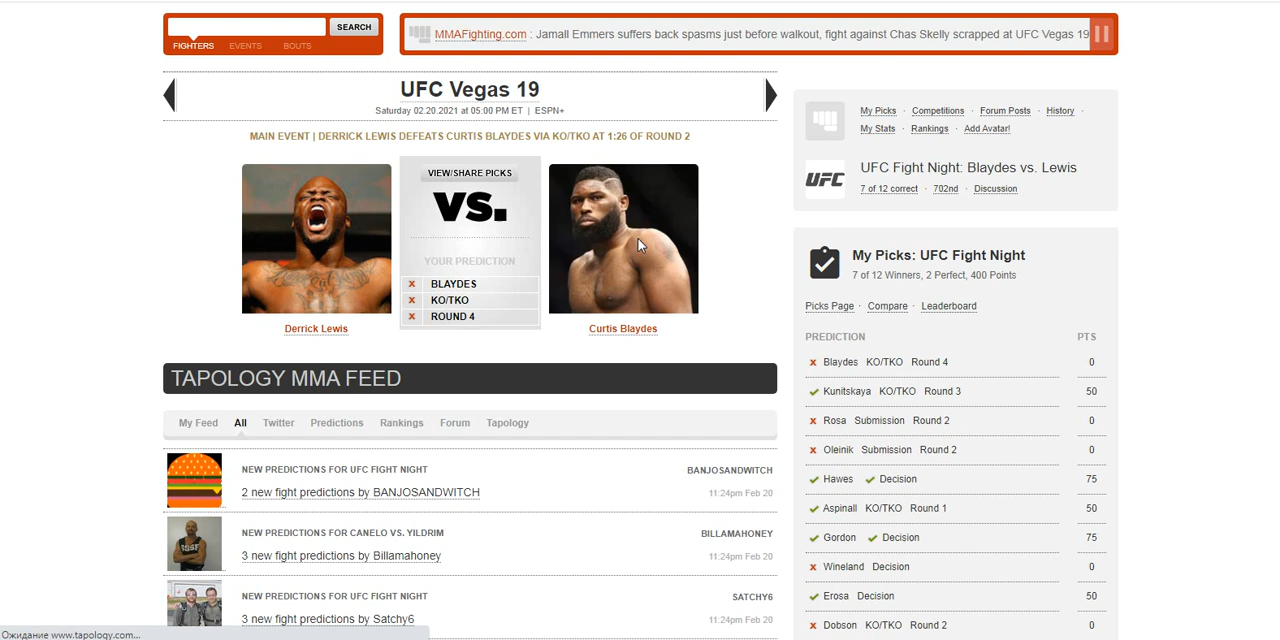 SEARCH
FIGHTERS EVENTS BOUTS
MMAFighting.com : Jamall Emmers suffers back spasms just before walkout, fight against Chas Skelly scrapped at UFC Vegas 19
UFC Vegas 19
Saturday 02.20.2021 at 05:00 PM ET | ESPN+
MAIN EVENT | DERRICK LEWIS DEFEATS CURTIS BLAYDES VIA KO/TKO AT 1:26 OF ROUND 2
VIEW/SHARE PICKS
VS.
YOUR PREDICTION
x BLAYDES
x KO/TKO
x ROUND 4
Derrick Lewis
Curtis Blaydes
TAPOLOGY MMA FEED
My Feed All Twitter Predictions Rankings Forum Tapology
NEW PREDICTIONS FOR UFC FIGHT NIGHT
BANJOSANDWITCH
2 new fight predictions by BANJOSANDWITCH
11:24pm Feb 20
NEW PREDICTIONS FOR CANELO VS. YILDRIM
BILLAMAHONEY
3 new fight predictions by Billamahoney
11:24pm Feb 20
NEW PREDICTIONS FOR UFC FIGHT NIGHT
SATCHY6
3 new fight predictions by Satchy6
11:24pm Feb 20
My Picks · Competitions · Forum Posts · History ·
My Stats · Rankings · Add Avatar!
UFC
UFC Fight Night: Blaydes vs. Lewis
7 of 12 correct · 702nd · Discussion
My Picks: UFC Fight Night
7 of 12 Winners, 2 Perfect, 400 Points
Picks Page · Compare · Leaderboard
PREDICTION PTS
x Blaydes KO/TKO Round 4 0
✓ Kunitskaya KO/TKO Round 3 50
x Rosa Submission Round 2 0
x Oleinik Submission Round 2 0
✓ Hawes ✓ Decision 75
✓ Aspinall KO/TKO Round 1 50
✓ Gordon ✓ Decision 75
x Wineland Decision 0
✓ Erosa Decision 50
x Dobson KO/TKO Round 2 0
Ожидание www.tapology.com...